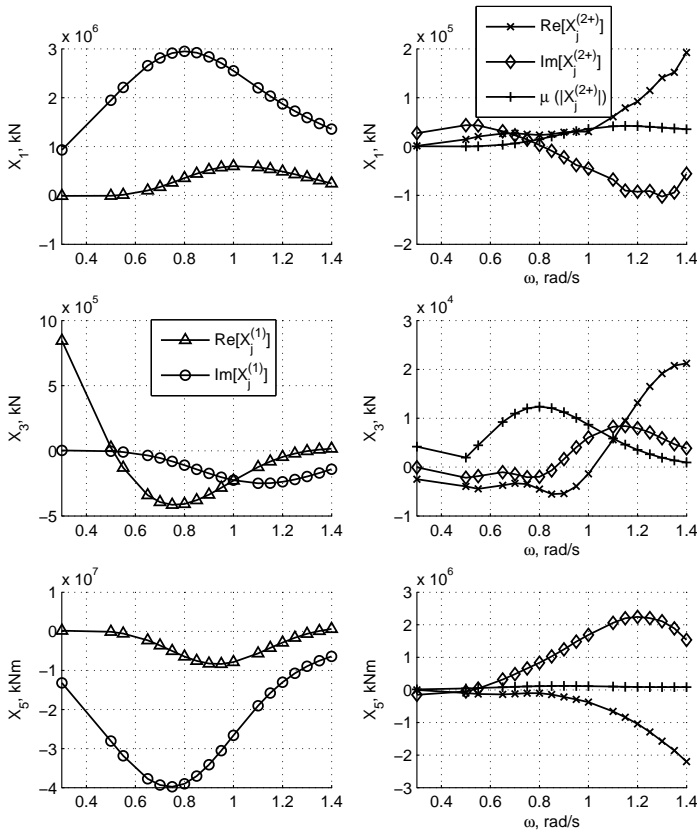 x 10^6
3
2
1
0
−1
X_1, kN
0.4 0.6 0.8 1 1.2 1.4
x 10^5
2
1
0
−1
−2
X_1, kN
0.4 0.6 0.8 1 1.2 1.4
ω, rad/s
Re[X_j^(2+)]
Im[X_j^(2+)]
μ (|X_j^(2+)|)
x 10^5
10
5
0
−5
X_3, kN
0.4 0.6 0.8 1 1.2 1.4
Re[X_j^(1)]
Im[X_j^(1)]
x 10^4
3
2
1
0
−1
X_3, kN
0.4 0.6 0.8 1 1.2 1.4
ω, rad/s
x 10^7
1
0
−1
−2
−3
−4
X_5, kNm
0.4 0.6 0.8 1 1.2 1.4
x 10^6
3
2
1
0
−1
−2
−3
X_5, kNm
0.4 0.6 0.8 1 1.2 1.4
ω, rad/s